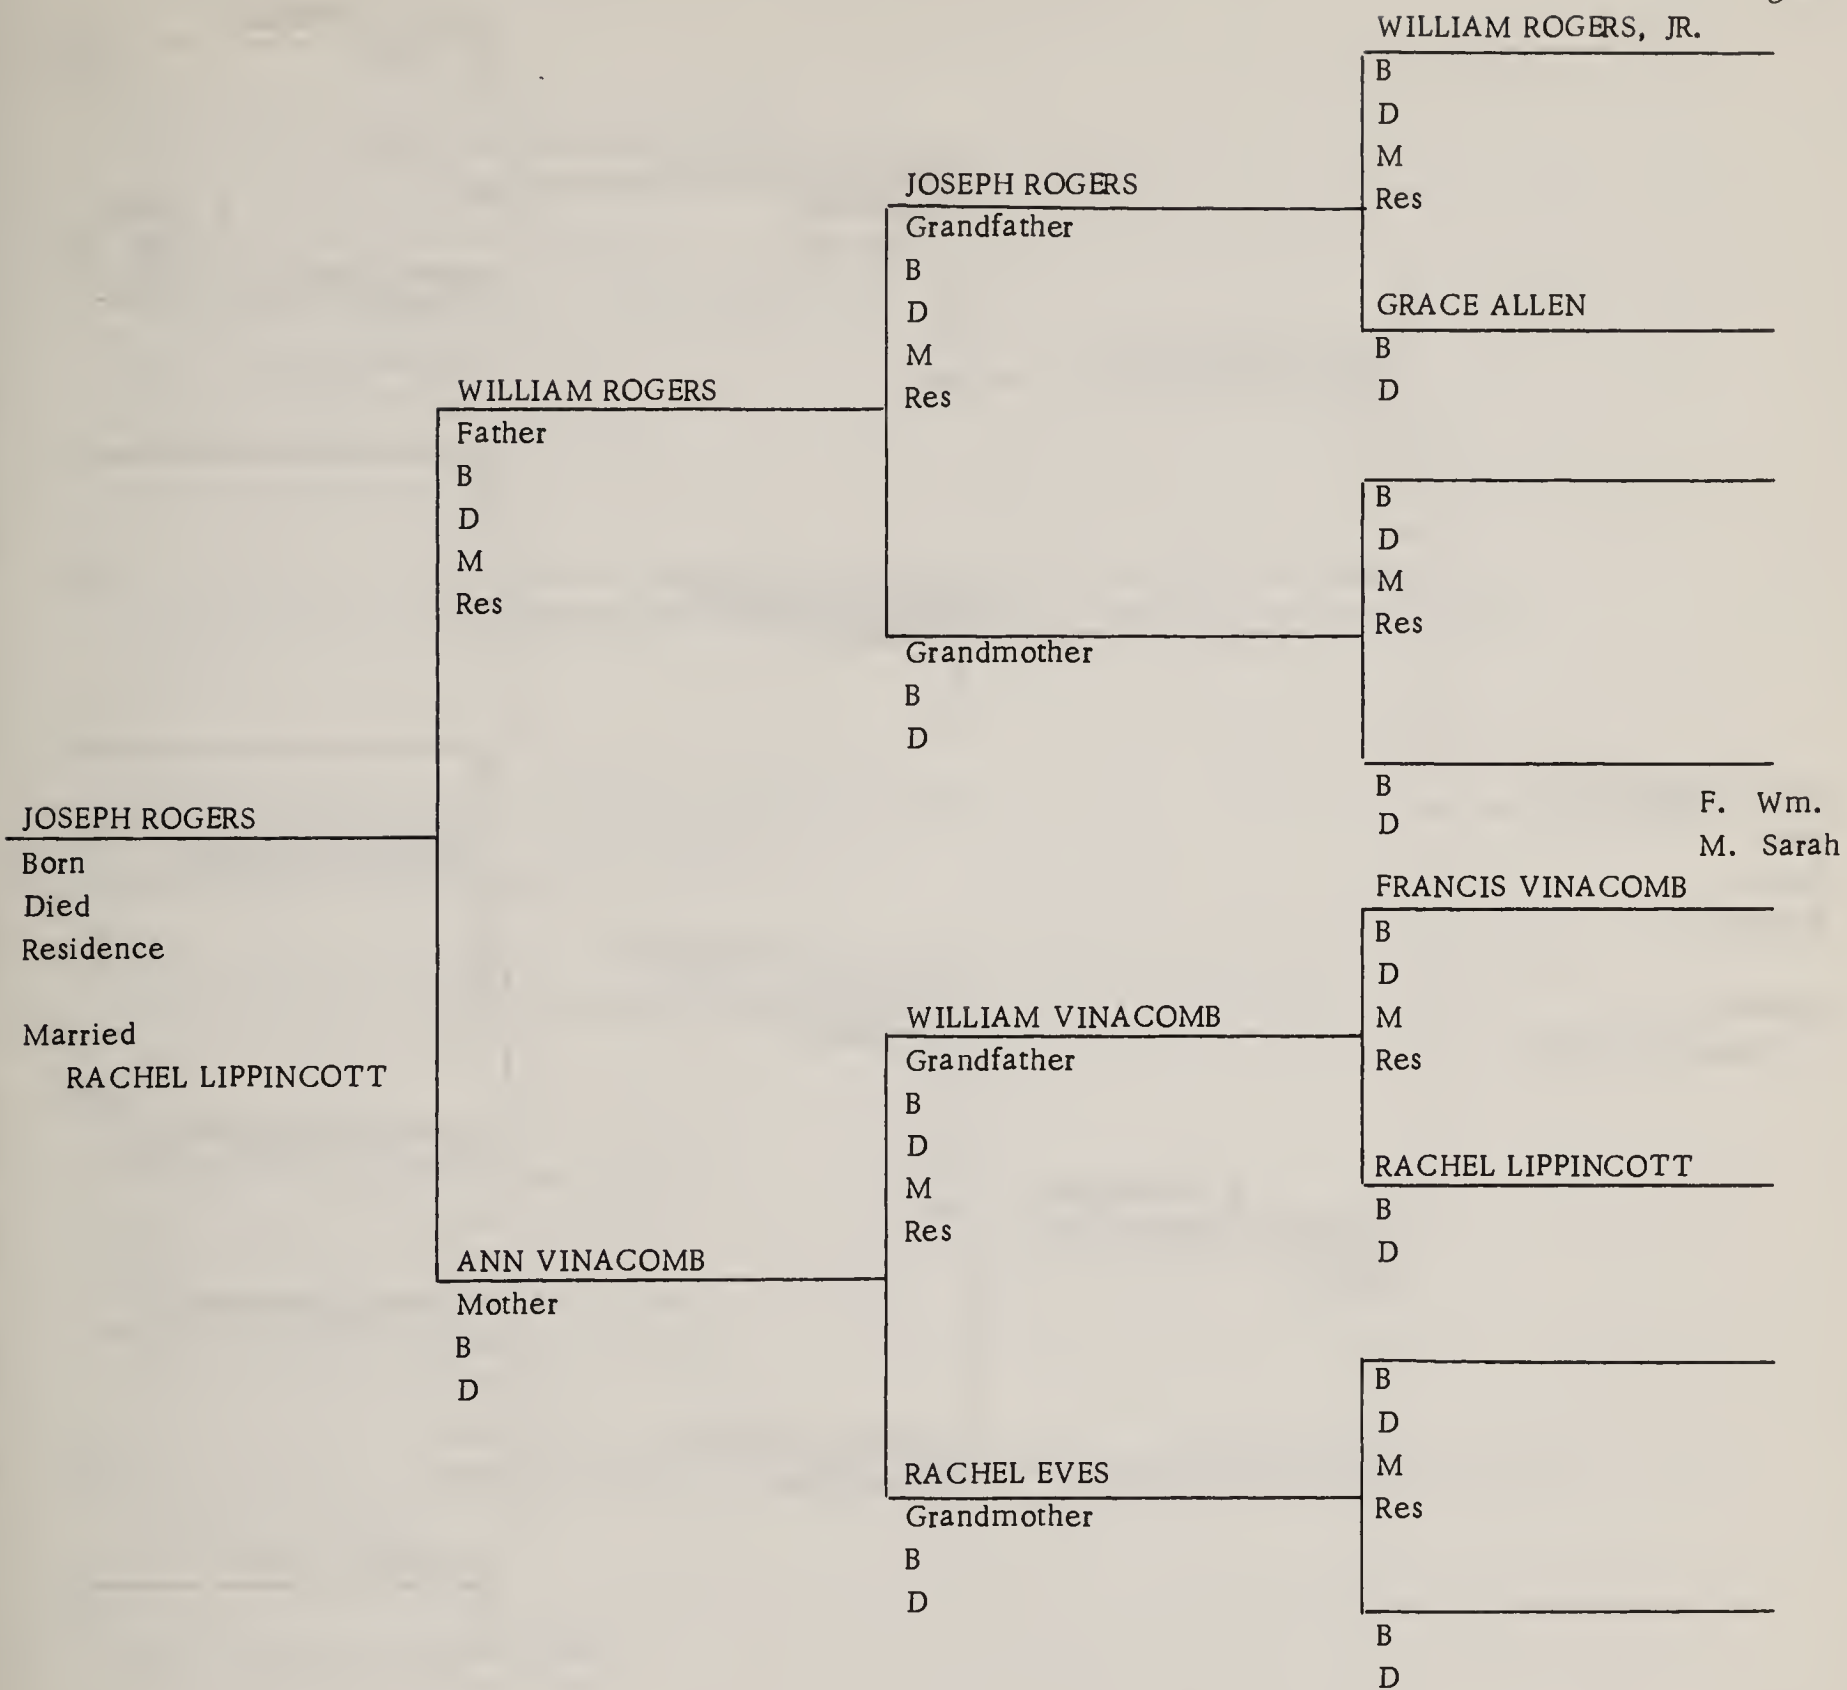 WILLIAM ROGERS, JR.
B
D
M
Res
JOSEPH ROGERS
Grandfather
B
D
M
Res
GRACE ALLEN
B
D
WILLIAM ROGERS
Father
B
D
M
Res
B
D
M
Res
Grandmother
B
D
B
D
F. Wm.
M. Sarah
JOSEPH ROGERS
Born
Died
Residence
Married
RACHEL LIPPINCOTT
FRANCIS VINACOMB
B
D
M
Res
WILLIAM VINACOMB
Grandfather
B
D
M
Res
RACHEL LIPPINCOTT
B
D
ANN VINACOMB
Mother
B
D
B
D
M
Res
RACHEL EVES
Grandmother
B
D
B
D